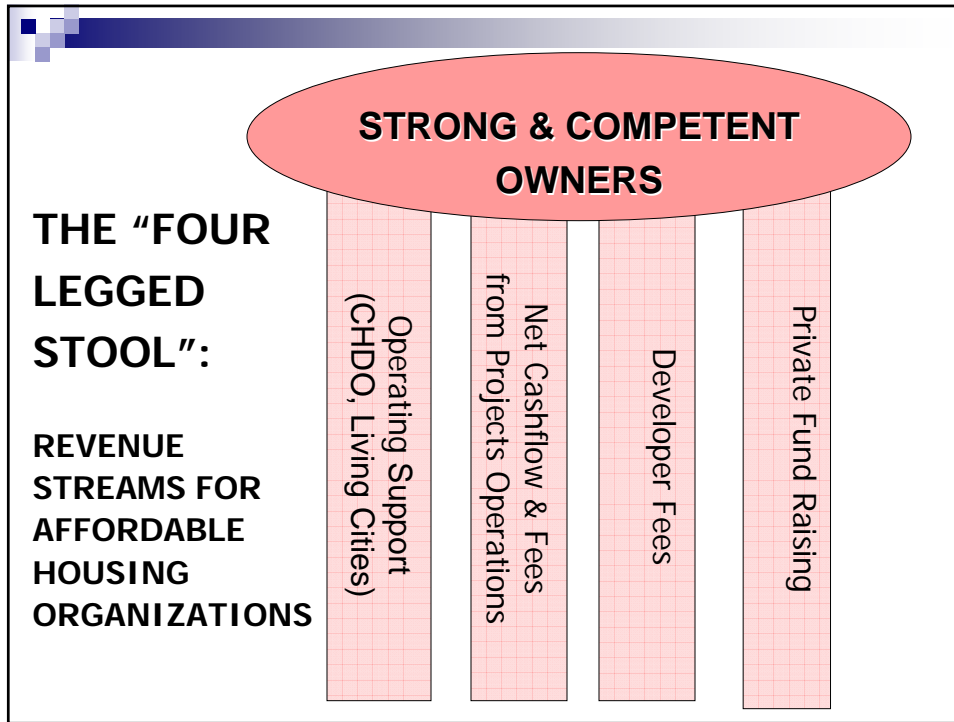 STRONG & COMPETENT
OWNERS
THE “FOUR
LEGGED
STOOL”:
REVENUE
STREAMS FOR
AFFORDABLE
HOUSING
ORGANIZATIONS
Operating Support
(CHDO, Living Cities)
Net Cashflow & Fees
from Projects Operations
Developer Fees
Private Fund Raising